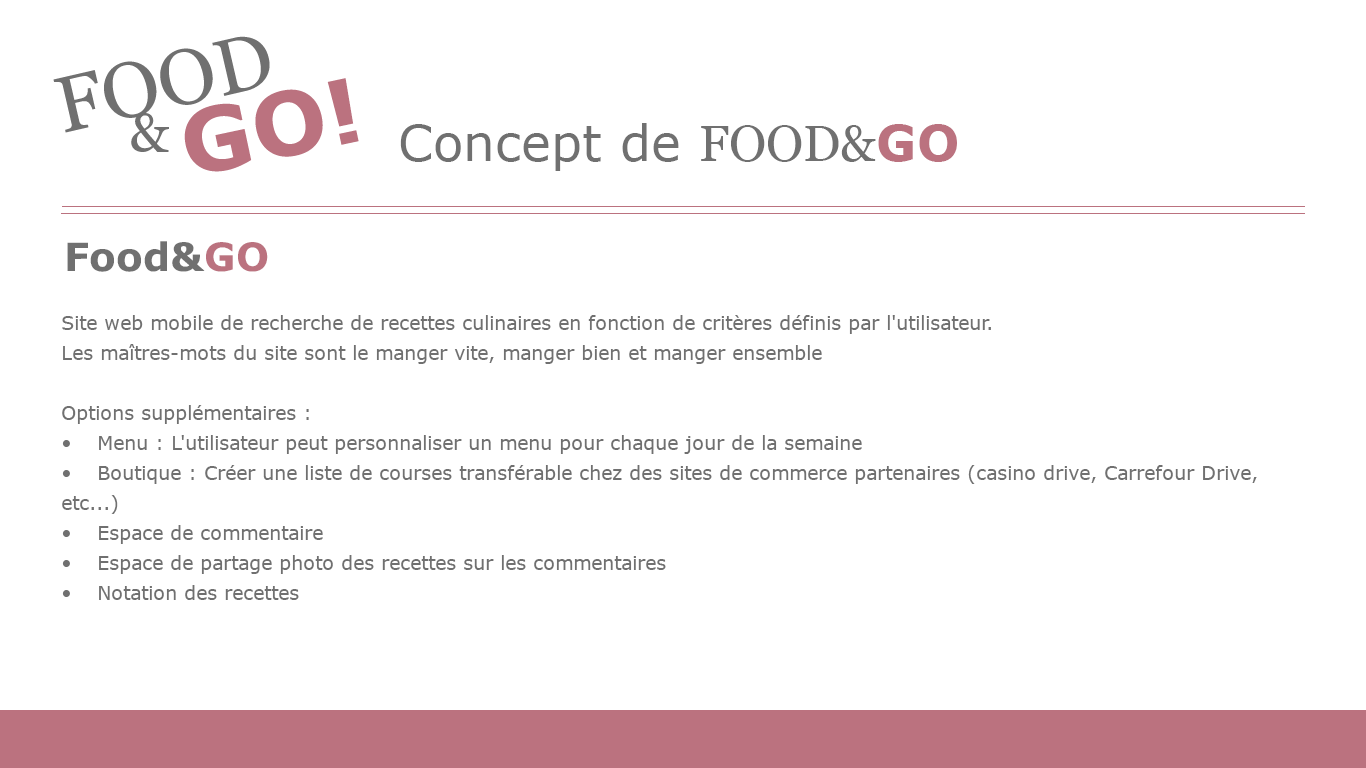 FOOD
& GO!
Concept de FOOD&GO
Food&GO
Site web mobile de recherche de recettes culinaires en fonction de critères définis par l'utilisateur.
Les maîtres-mots du site sont le manger vite, manger bien et manger ensemble
Options supplémentaires :
• Menu : L'utilisateur peut personnaliser un menu pour chaque jour de la semaine
• Boutique : Créer une liste de courses transférable chez des sites de commerce partenaires (casino drive, Carrefour Drive,
etc...)
• Espace de commentaire
• Espace de partage photo des recettes sur les commentaires
• Notation des recettes